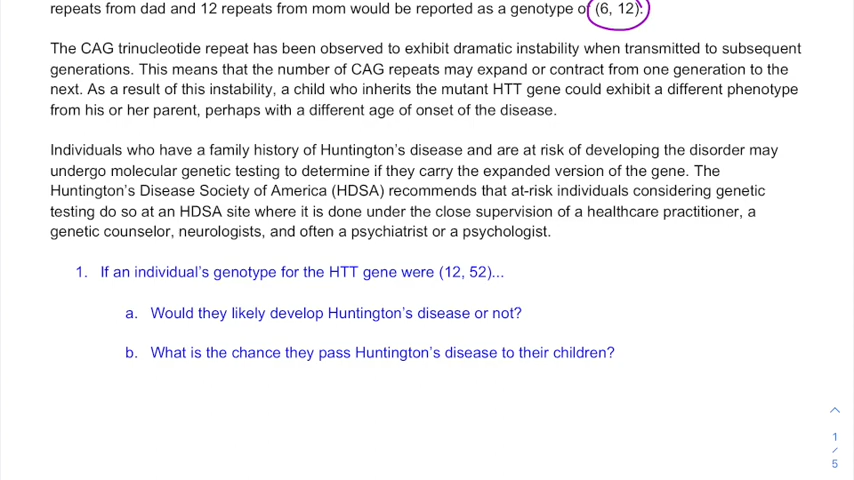 repeats from dad and 12 repeats from mom would be reported as a genotype of (6, 12).
The CAG trinucleotide repeat has been observed to exhibit dramatic instability when transmitted to subsequent
generations. This means that the number of CAG repeats may expand or contract from one generation to the
next. As a result of this instability, a child who inherits the mutant HTT gene could exhibit a different phenotype
from his or her parent, perhaps with a different age of onset of the disease.
Individuals who have a family history of Huntington's disease and are at risk of developing the disorder may
undergo molecular genetic testing to determine if they carry the expanded version of the gene. The
Huntington's Disease Society of America (HDSA) recommends that at-risk individuals considering genetic
testing do so at an HDSA site where it is done under the close supervision of a healthcare practitioner, a
genetic counselor, neurologists, and often a psychiatrist or a psychologist.
1. If an individual's genotype for the HTT gene were (12, 52)...
a. Would they likely develop Huntington's disease or not?
b. What is the chance they pass Huntington's disease to their children?
1
/
5